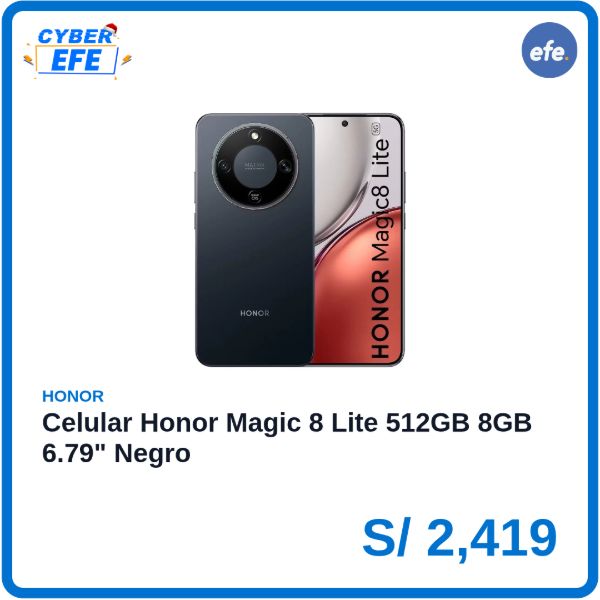 CYBER
EFE
efe.
5G
HONOR Magic8 Lite
HONOR
HONOR
Celular Honor Magic 8 Lite 512GB 8GB
6.79" Negro
S/ 2,419